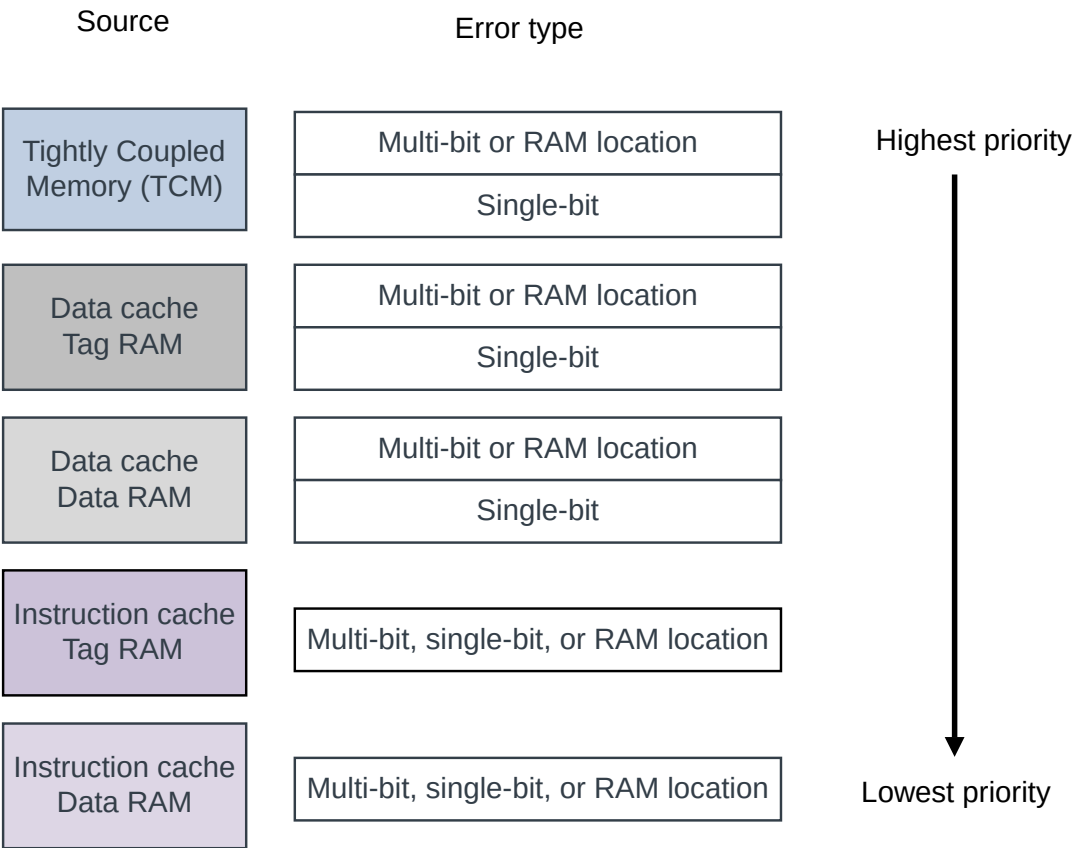 Source
Error type
Tightly Coupled
Memory (TCM)
Multi-bit or RAM location
Single-bit
Highest priority
Data cache
Tag RAM
Multi-bit or RAM location
Single-bit
Data cache
Data RAM
Multi-bit or RAM location
Single-bit
Instruction cache
Tag RAM
Multi-bit, single-bit, or RAM location
Instruction cache
Data RAM
Multi-bit, single-bit, or RAM location
Lowest priority